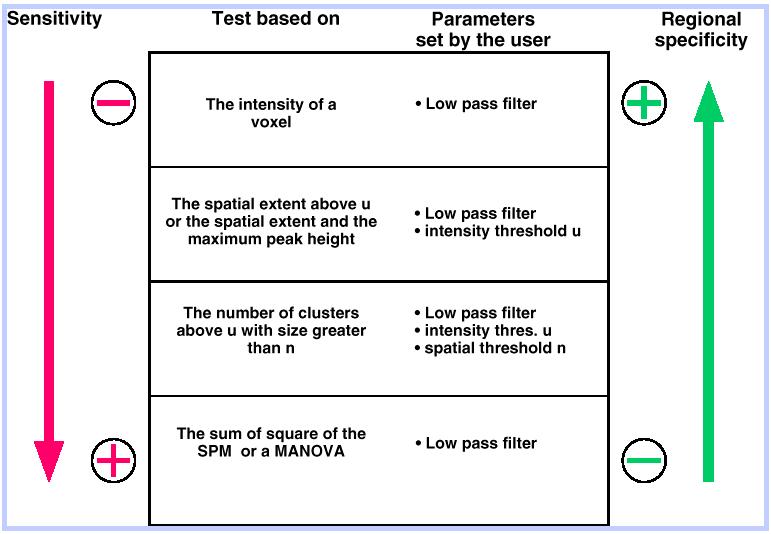 Sensitivity
Test based on
Parameters
set by the user
Regional
specificity
The intensity of a
voxel
• Low pass filter
The spatial extent above u
or the spatial extent and the
maximum peak height
• Low pass filter
• intensity threshold u
The number of clusters
above u with size greater
than n
• Low pass filter
• intensity thres. u
• spatial threshold n
The sum of square of the
SPM or a MANOVA
• Low pass filter